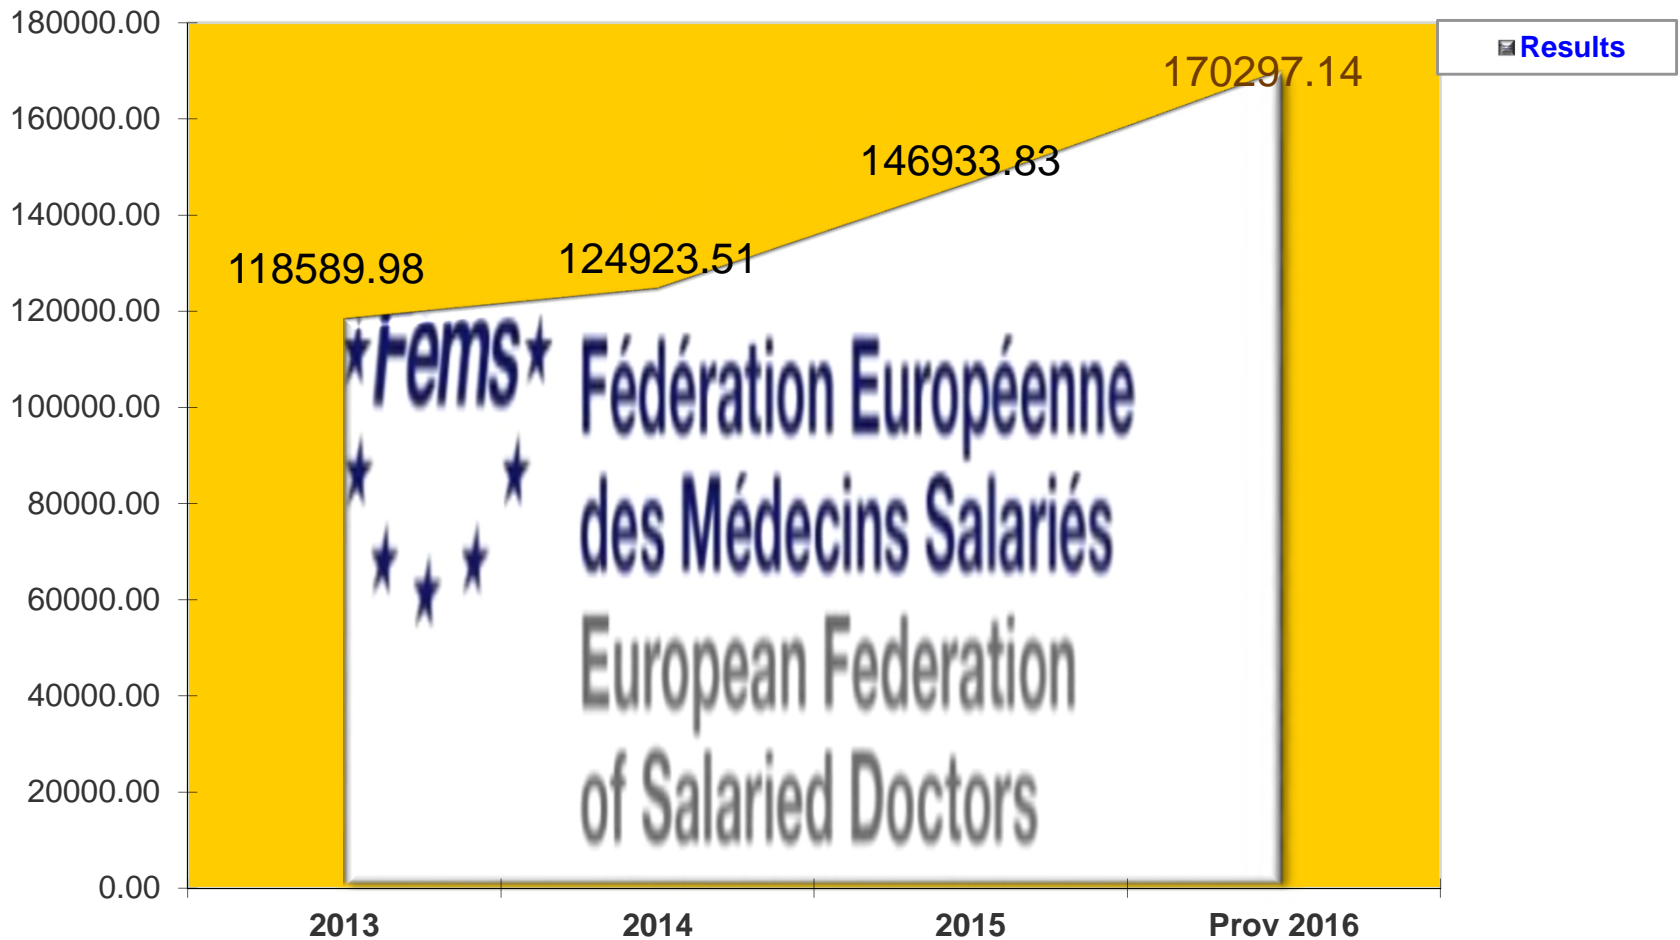 180000.00
160000.00
140000.00
120000.00
100000.00
80000.00
60000.00
40000.00
20000.00
0.00
118589.98
124923.51
146933.83
170297.14
Results
Fems
Fédération Européenne
des Médecins Salariés
European Federation
of Salaried Doctors
2013
2014
2015
Prov 2016